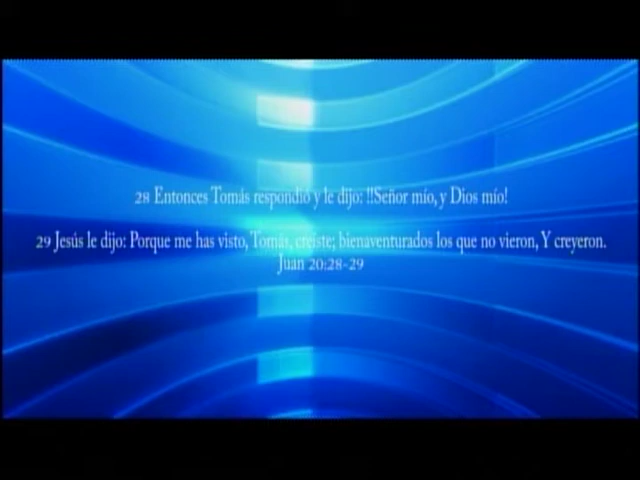 28 Entonces Tomás respondió y le dijo: !!Señor mío, y Dios mío!
29 Jesús le dijo: Porque me has visto, Tomás, creíste; bienaventurados los que no vieron, Y creyeron.
Juan 20:28-29